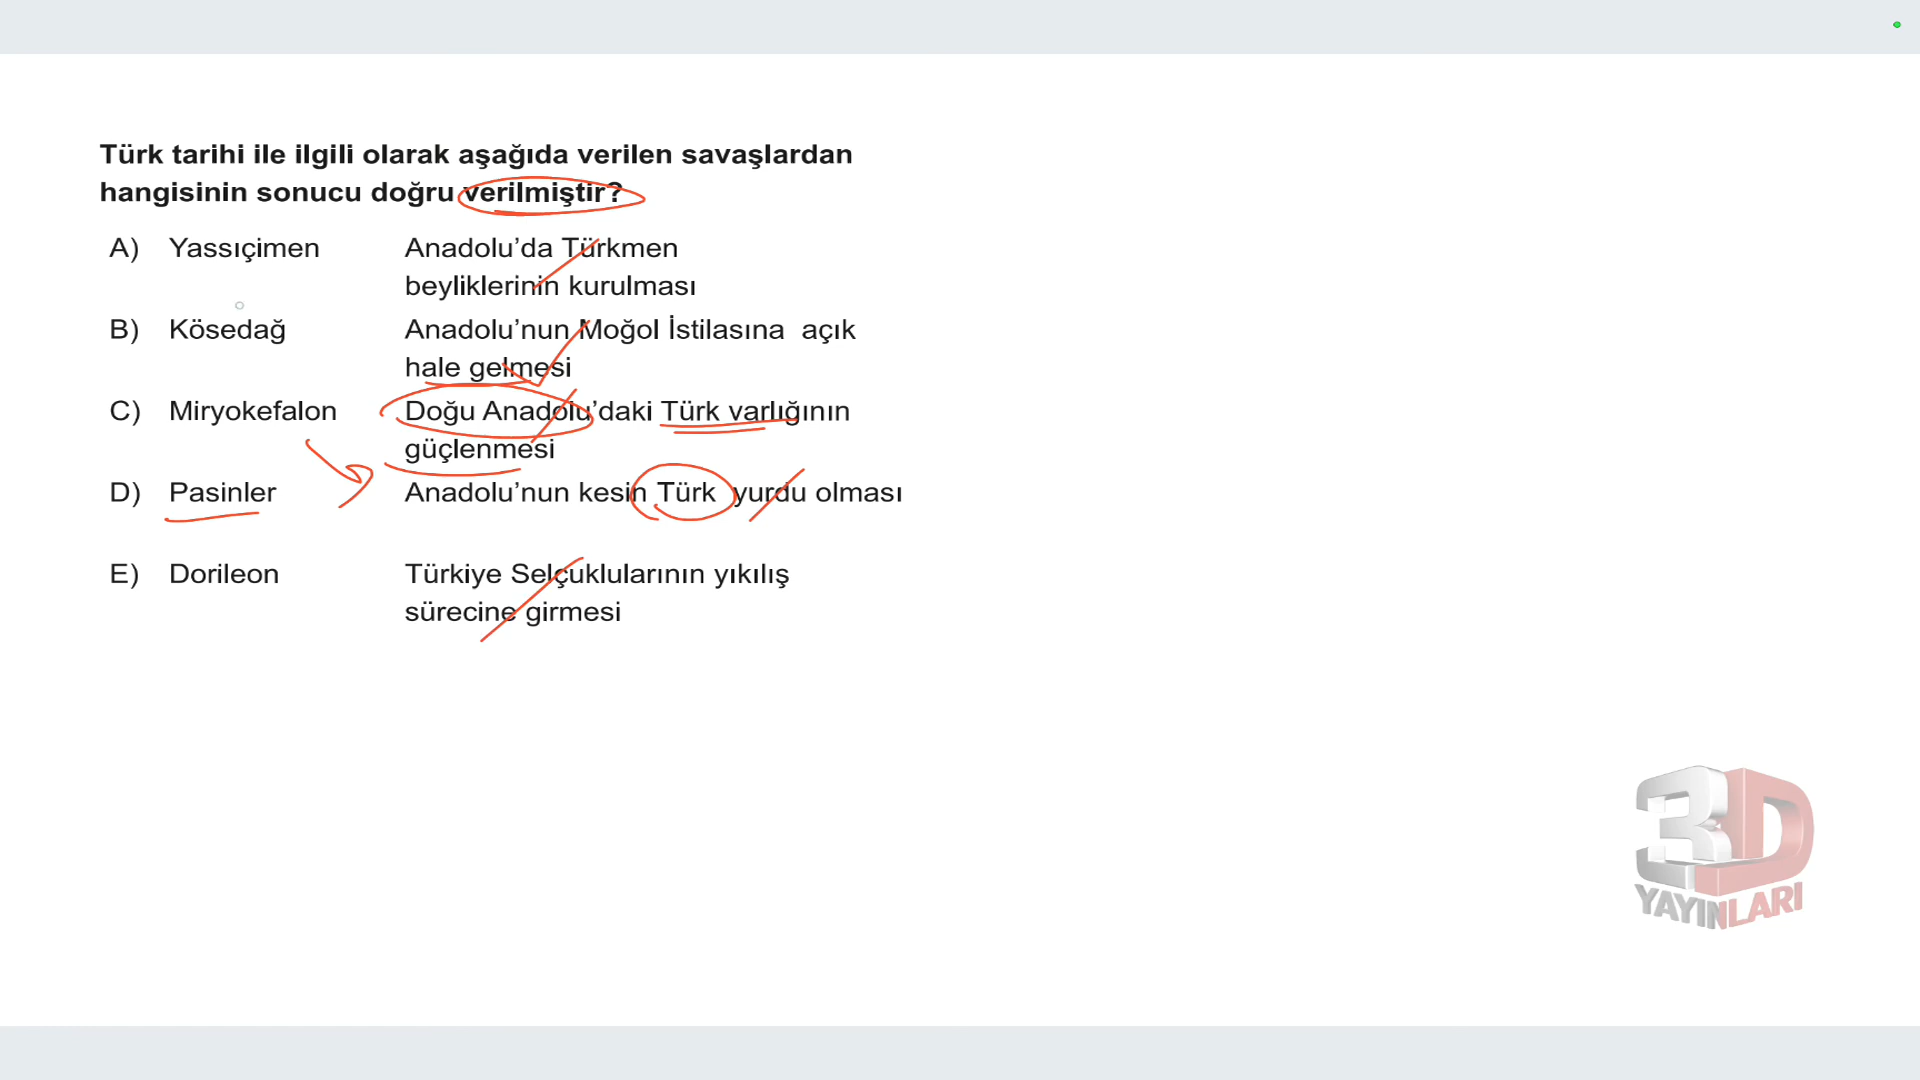 Türk tarihi ile ilgili olarak aşağıda verilen savaşlardan
hangisinin sonucu doğru verilmiştir?
A) Yassıçimen Anadolu’da Türkmen
beyliklerinin kurulması
B) Kösedağ Anadolu’nun Moğol İstilasına açık
hale gelmesi
C) Miryokefalon Doğu Anadolu’daki Türk varlığının
güçlenmesi
D) Pasinler Anadolu’nun kesin Türk yurdu olması
E) Dorileon Türkiye Selçuklularının yıkılış
sürecine girmesi
3D
YAYINLARI